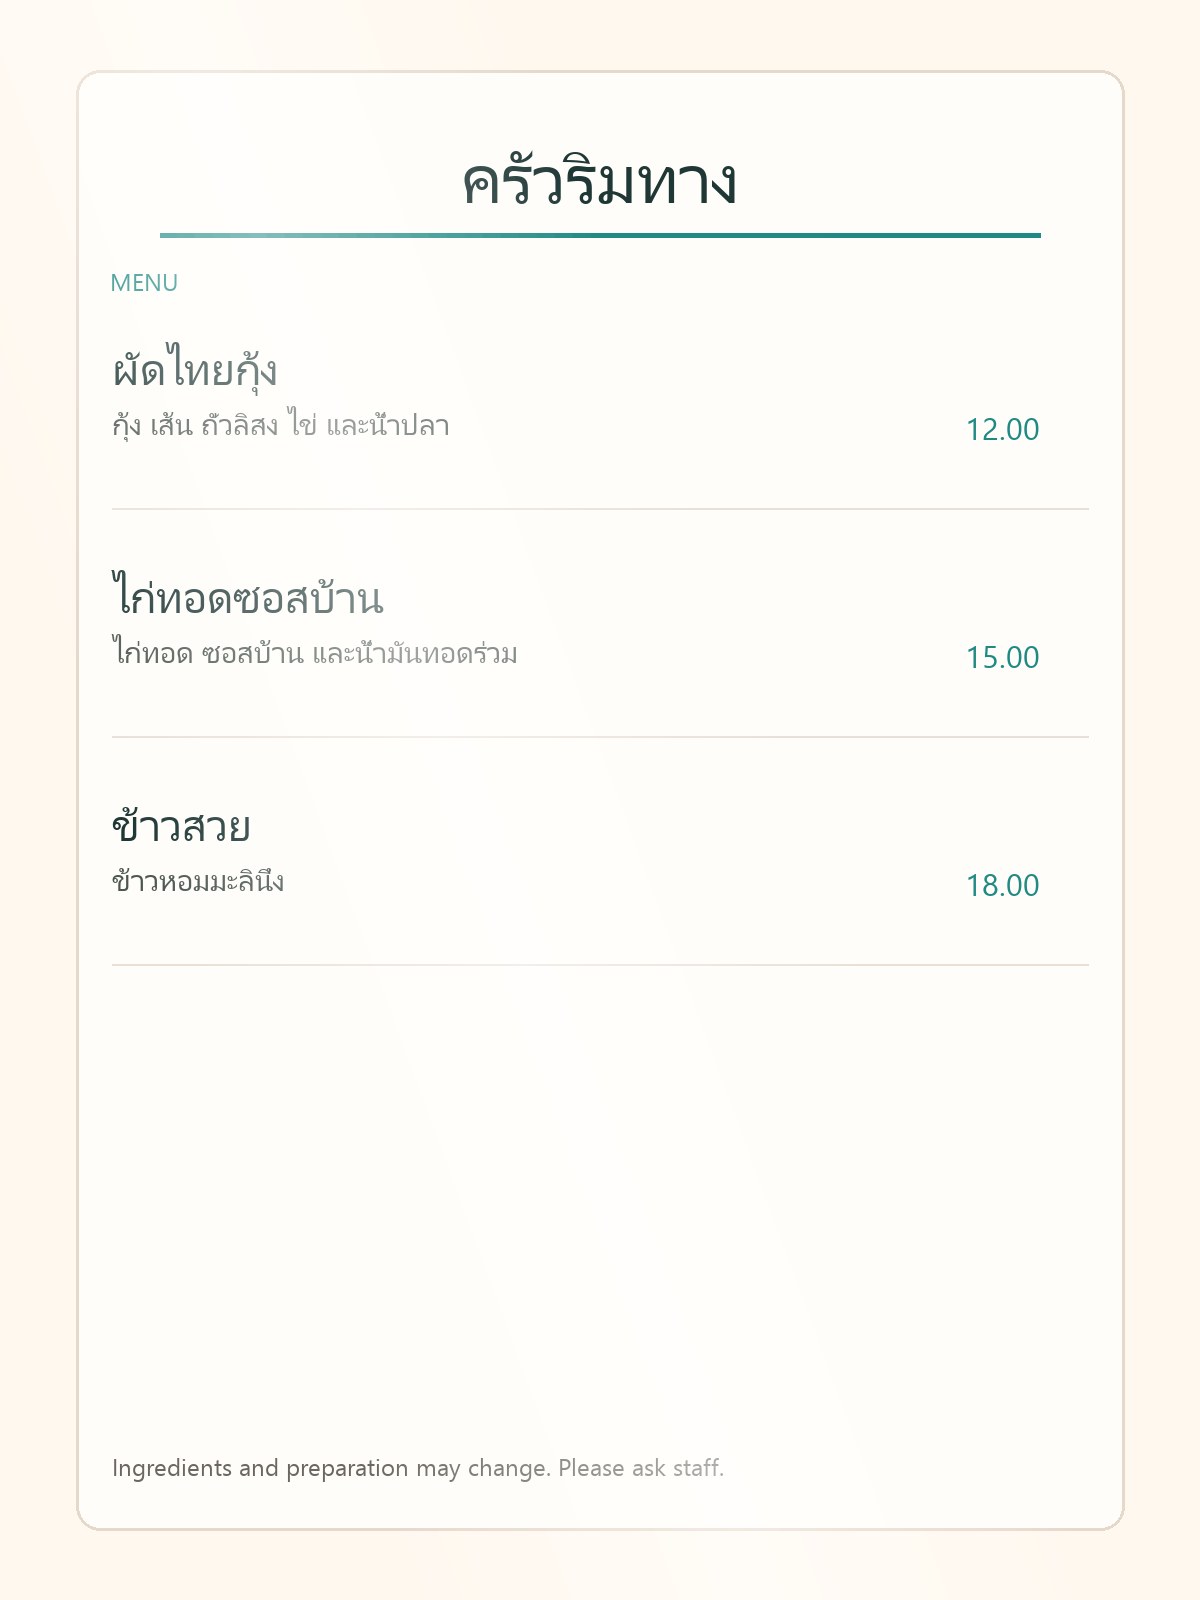 ครัวริมทาง
MENU
ผัดไทยกุ้ง
กุ้ง เส้น ถั่วลิสง ไข่ และน้ำปลา
12.00
ไก่ทอดซอสบ้าน
ไก่ทอด ซอสบ้าน และน้ำมันทอดร่วม
15.00
ข้าวสวย
ข้าวหอมมะลินึ่ง
18.00
Ingredients and preparation may change. Please ask staff.